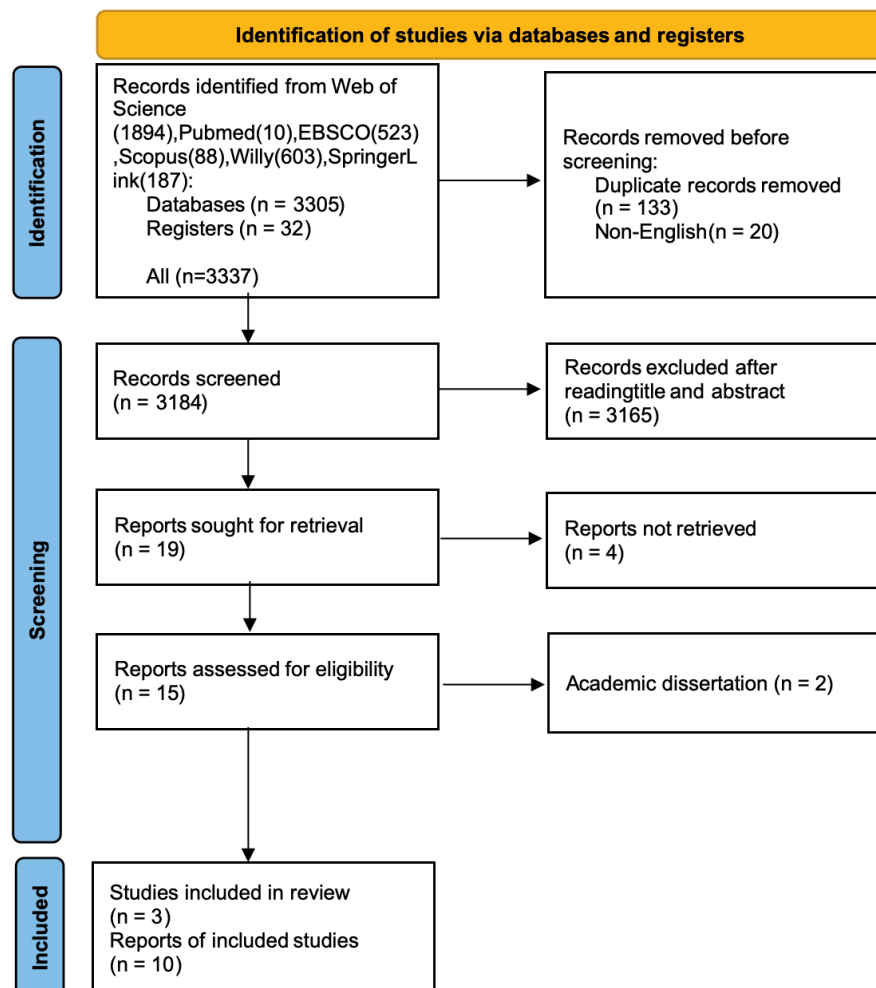 Identification of studies via databases and registers
Identification
Records identified from Web of
Science
(1894),Pubmed(10),EBSCO(523)
,Scopus(88),Willy(603),SpringerL
ink(187):
Databases (n = 3305)
Registers (n = 32)
All (n=3337)
Records removed before
screening:
Duplicate records removed
(n = 133)
Non-English(n = 20)
Screening
Records screened
(n = 3184)
Records excluded after
readingtitle and abstract
(n = 3165)
Reports sought for retrieval
(n = 19)
Reports not retrieved
(n = 4)
Reports assessed for eligibility
(n = 15)
Academic dissertation (n = 2)
Included
Studies included in review
(n = 3)
Reports of included studies
(n = 10)